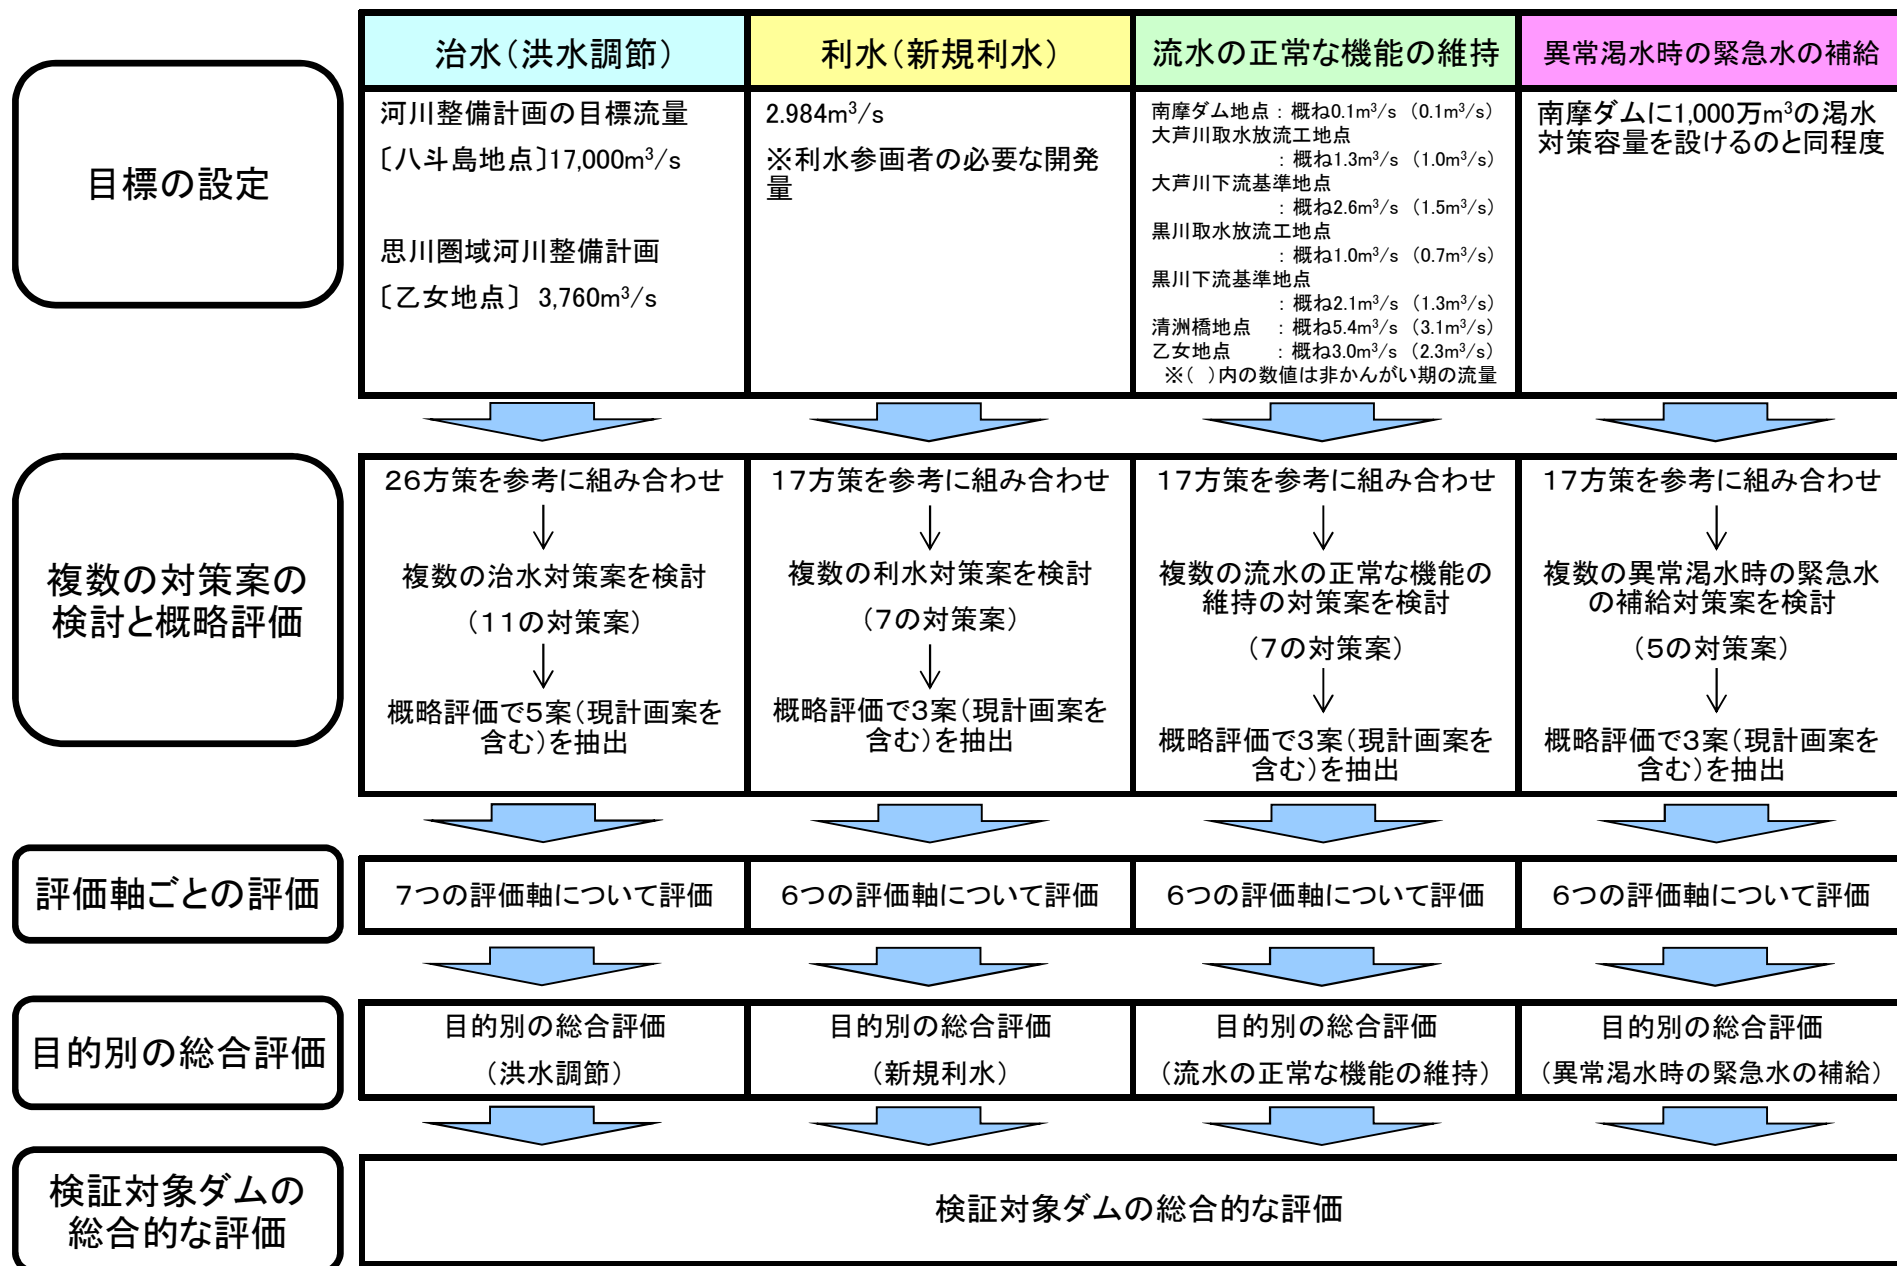 治水(洪水調節)
利水(新規利水)
流水の正常な機能の維持
異常渇水時の緊急水の補給
目標の設定
河川整備計画の目標流量
〔八斗島地点〕17,000m³/s
思川圏域河川整備計画
〔乙女地点〕 3,760m³/s
2.984m³/s
※利水参画者の必要な開発
量
南摩ダム地点:概ね0.1m³/s (0.1m³/s)
大芦川取水放流工地点
:概ね1.3m³/s (1.0m³/s)
大芦川下流基準地点
:概ね2.6m³/s (1.5m³/s)
黒川取水放流工地点
:概ね1.0m³/s (0.7m³/s)
黒川下流基準地点
:概ね2.1m³/s (1.3m³/s)
清洲橋地点 :概ね5.4m³/s (3.1m³/s)
乙女地点 :概ね3.0m³/s (2.3m³/s)
※( )内の数値は非かんがい期の流量
南摩ダムに1,000万m³の渇水
対策容量を設けるのと同程度
複数の対策案の
検討と概略評価
26方策を参考に組み合わせ
↓
複数の治水対策案を検討
(11の対策案)
↓
概略評価で5案(現計画案を
含む)を抽出
17方策を参考に組み合わせ
↓
複数の利水対策案を検討
(7の対策案)
↓
概略評価で3案(現計画案を
含む)を抽出
17方策を参考に組み合わせ
↓
複数の流水の正常な機能の
維持の対策案を検討
(7の対策案)
↓
概略評価で3案(現計画案を
含む)を抽出
17方策を参考に組み合わせ
↓
複数の異常渇水時の緊急水
の補給対策案を検討
(5の対策案)
↓
概略評価で3案(現計画案を
含む)を抽出
評価軸ごとの評価
7つの評価軸について評価
6つの評価軸について評価
6つの評価軸について評価
6つの評価軸について評価
目的別の総合評価
目的別の総合評価
(洪水調節)
目的別の総合評価
(新規利水)
目的別の総合評価
(流水の正常な機能の維持)
目的別の総合評価
(異常渇水時の緊急水の補給)
検証対象ダムの
総合的な評価
検証対象ダムの総合的な評価